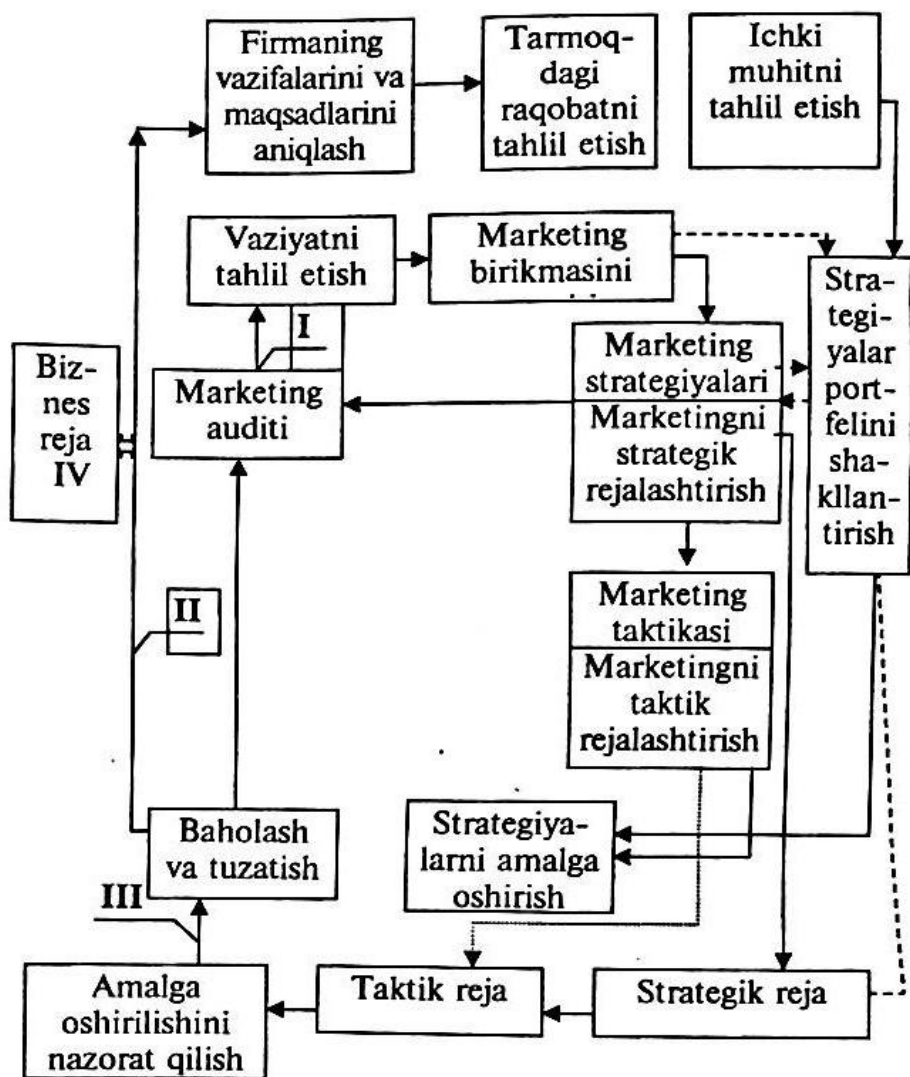 Firmaning
vazifalarini va
maqsadlarini
aniqlash
Tarmoq-
dagi
raqobatni
tahlil etish
Ichki
muhitni
tahlil etish
Vaziyatni
tahlil etish
Marketing
birikmasini
Stra-
tegi-
yalar
port-
felini
sha-
kllan-
tirish
I
Marketing
strategiyalari
Marketingni
strategik
rejalashtirish
Biz-
nes
reja
IV
Marketing
auditi
II
Marketing
taktikasi
Marketingni
taktik
rejalashtirish
Baholash
va tuzatish
Strategiya-
larni amalga
oshirish
III
Amalga
oshirilishini
nazorat qilish
Taktik reja
Strategik reja